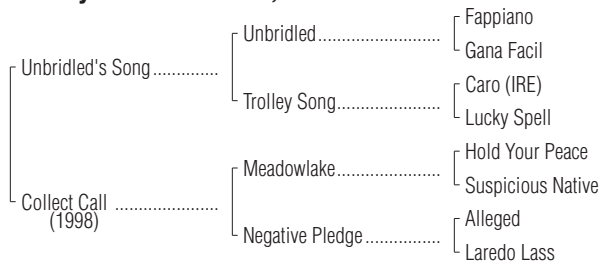 Fappiano
Unbridled
Gana Facil
Unbridled's Song
Caro (IRE)
Trolley Song
Lucky Spell
Hold Your Peace
Meadowlake
Suspicious Native
Collect Call
(1998)
Alleged
Negative Pledge
Laredo Lass